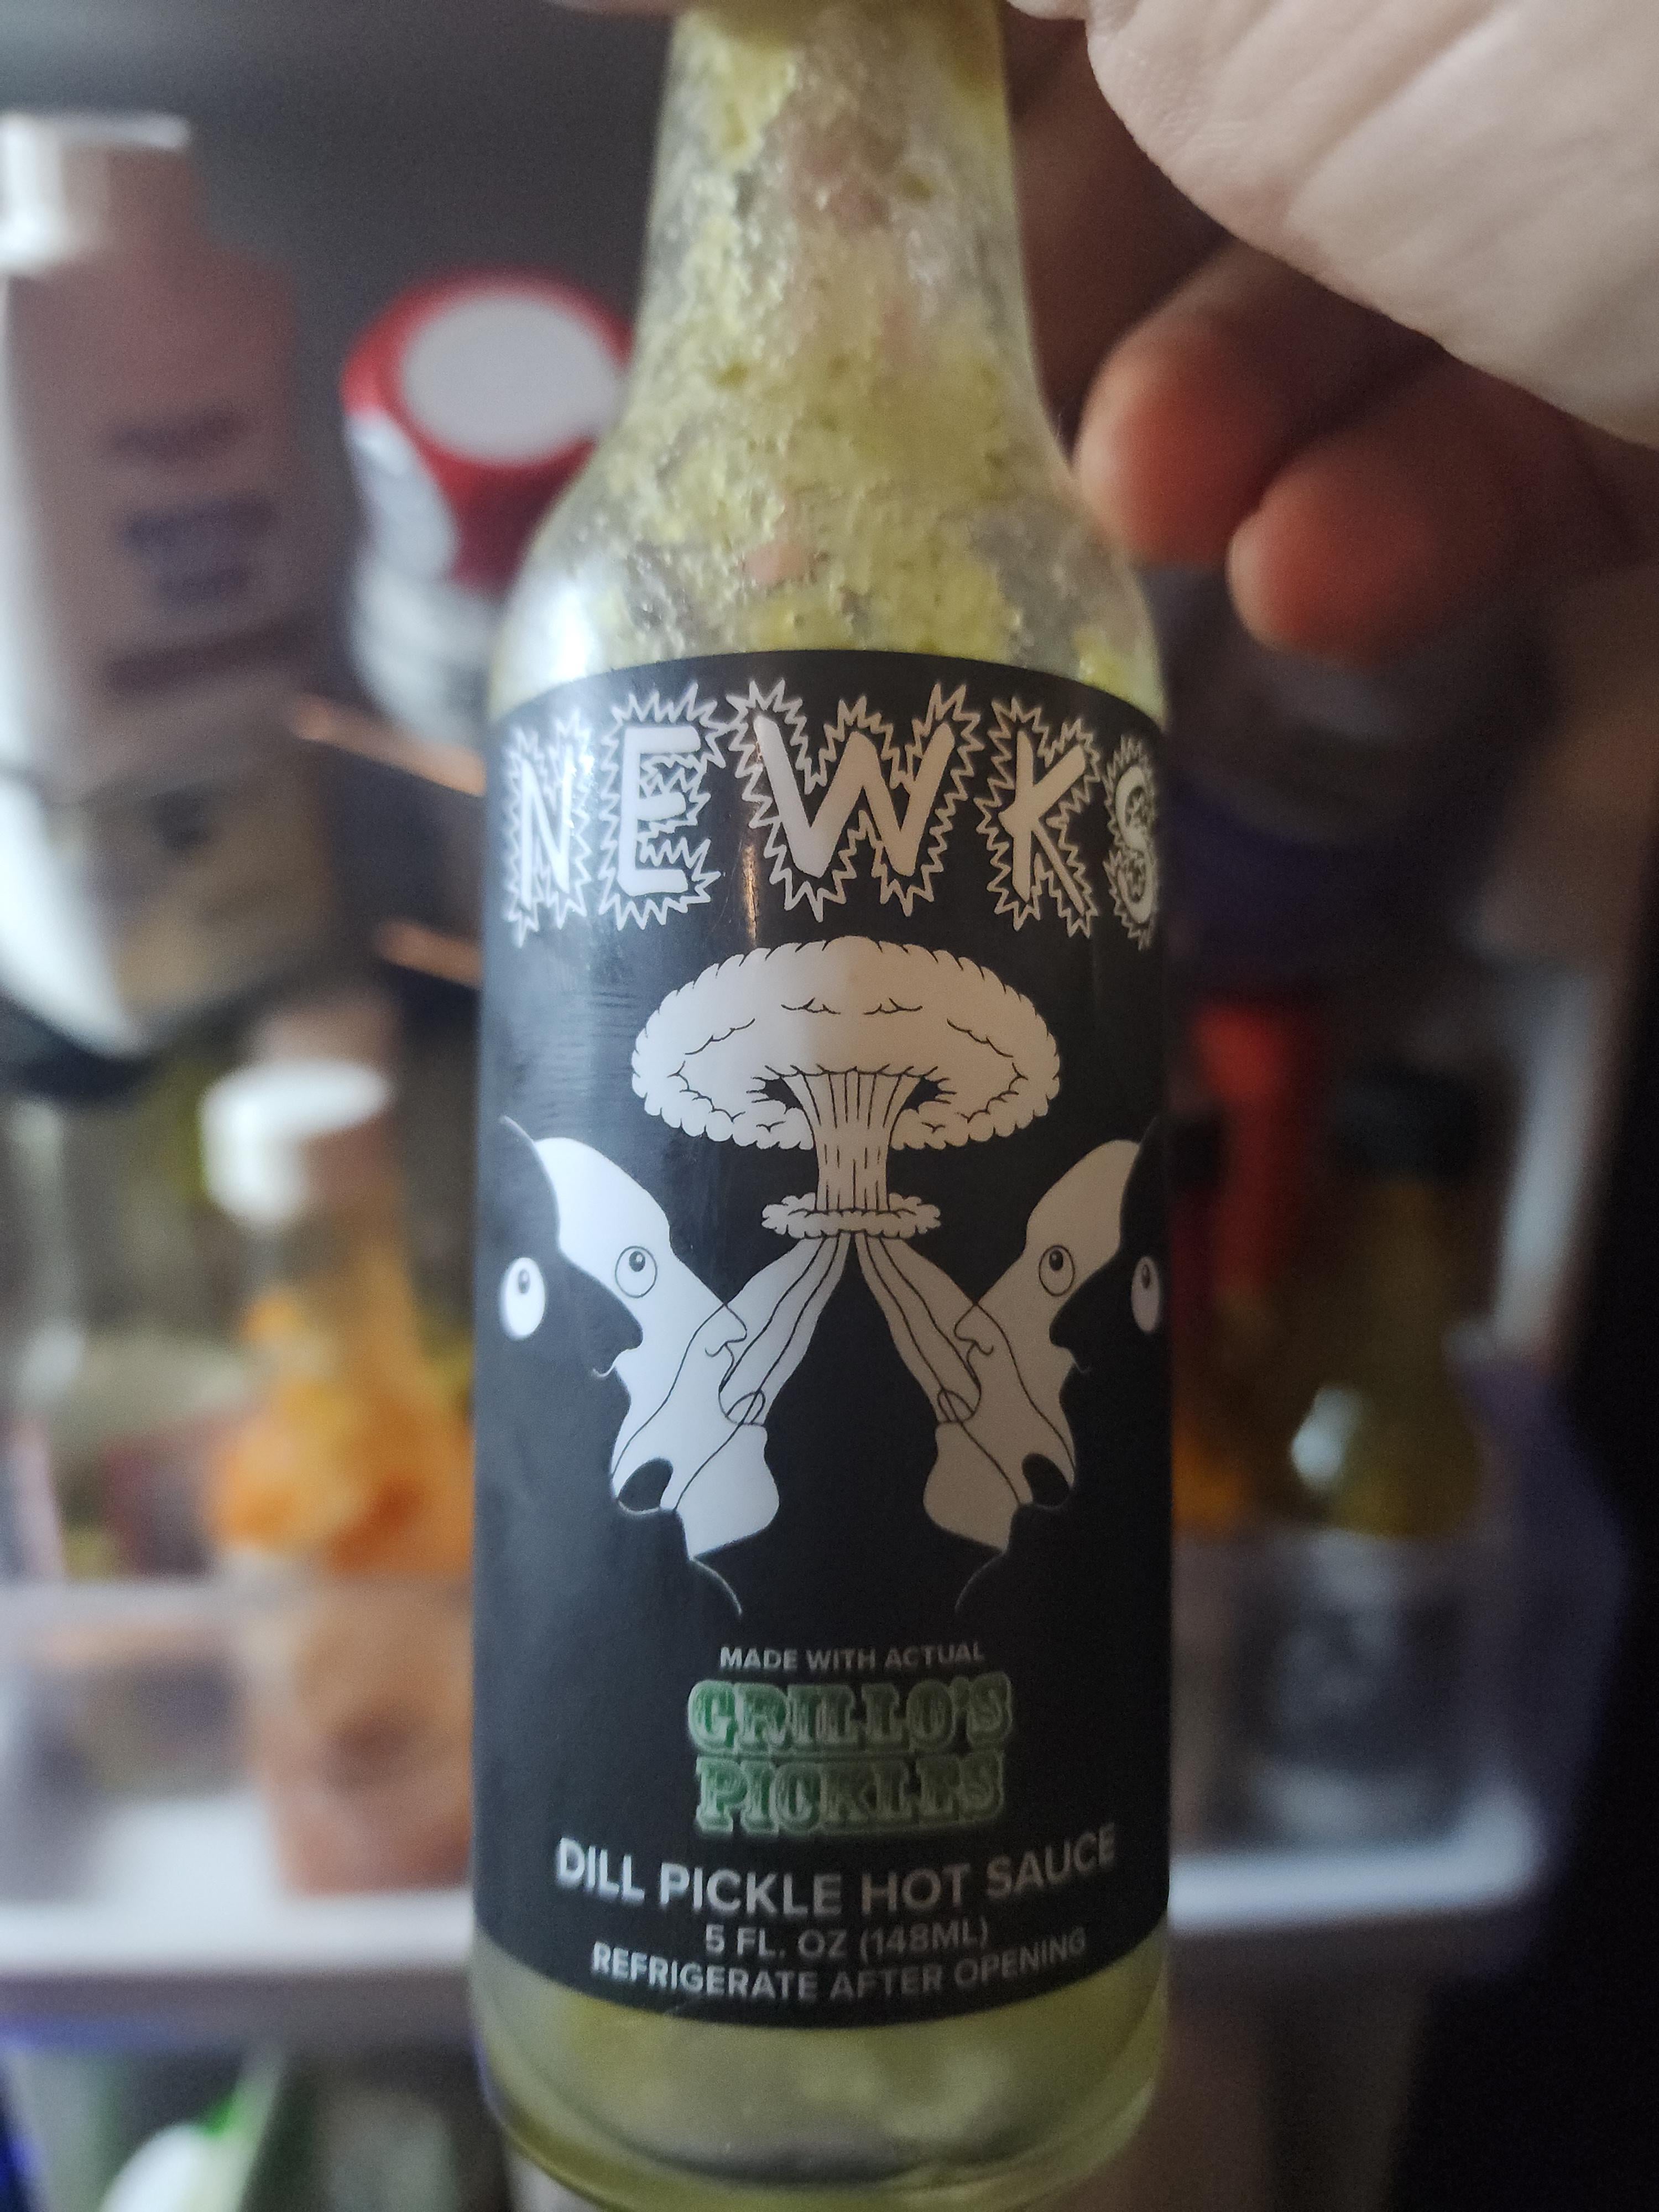 NEWKS
MADE WITH ACTUAL
GRILLO'S
PICKLES
DILL PICKLE HOT SAUCE
5 FL. OZ (148ML)
REFRIGERATE AFTER OPENING